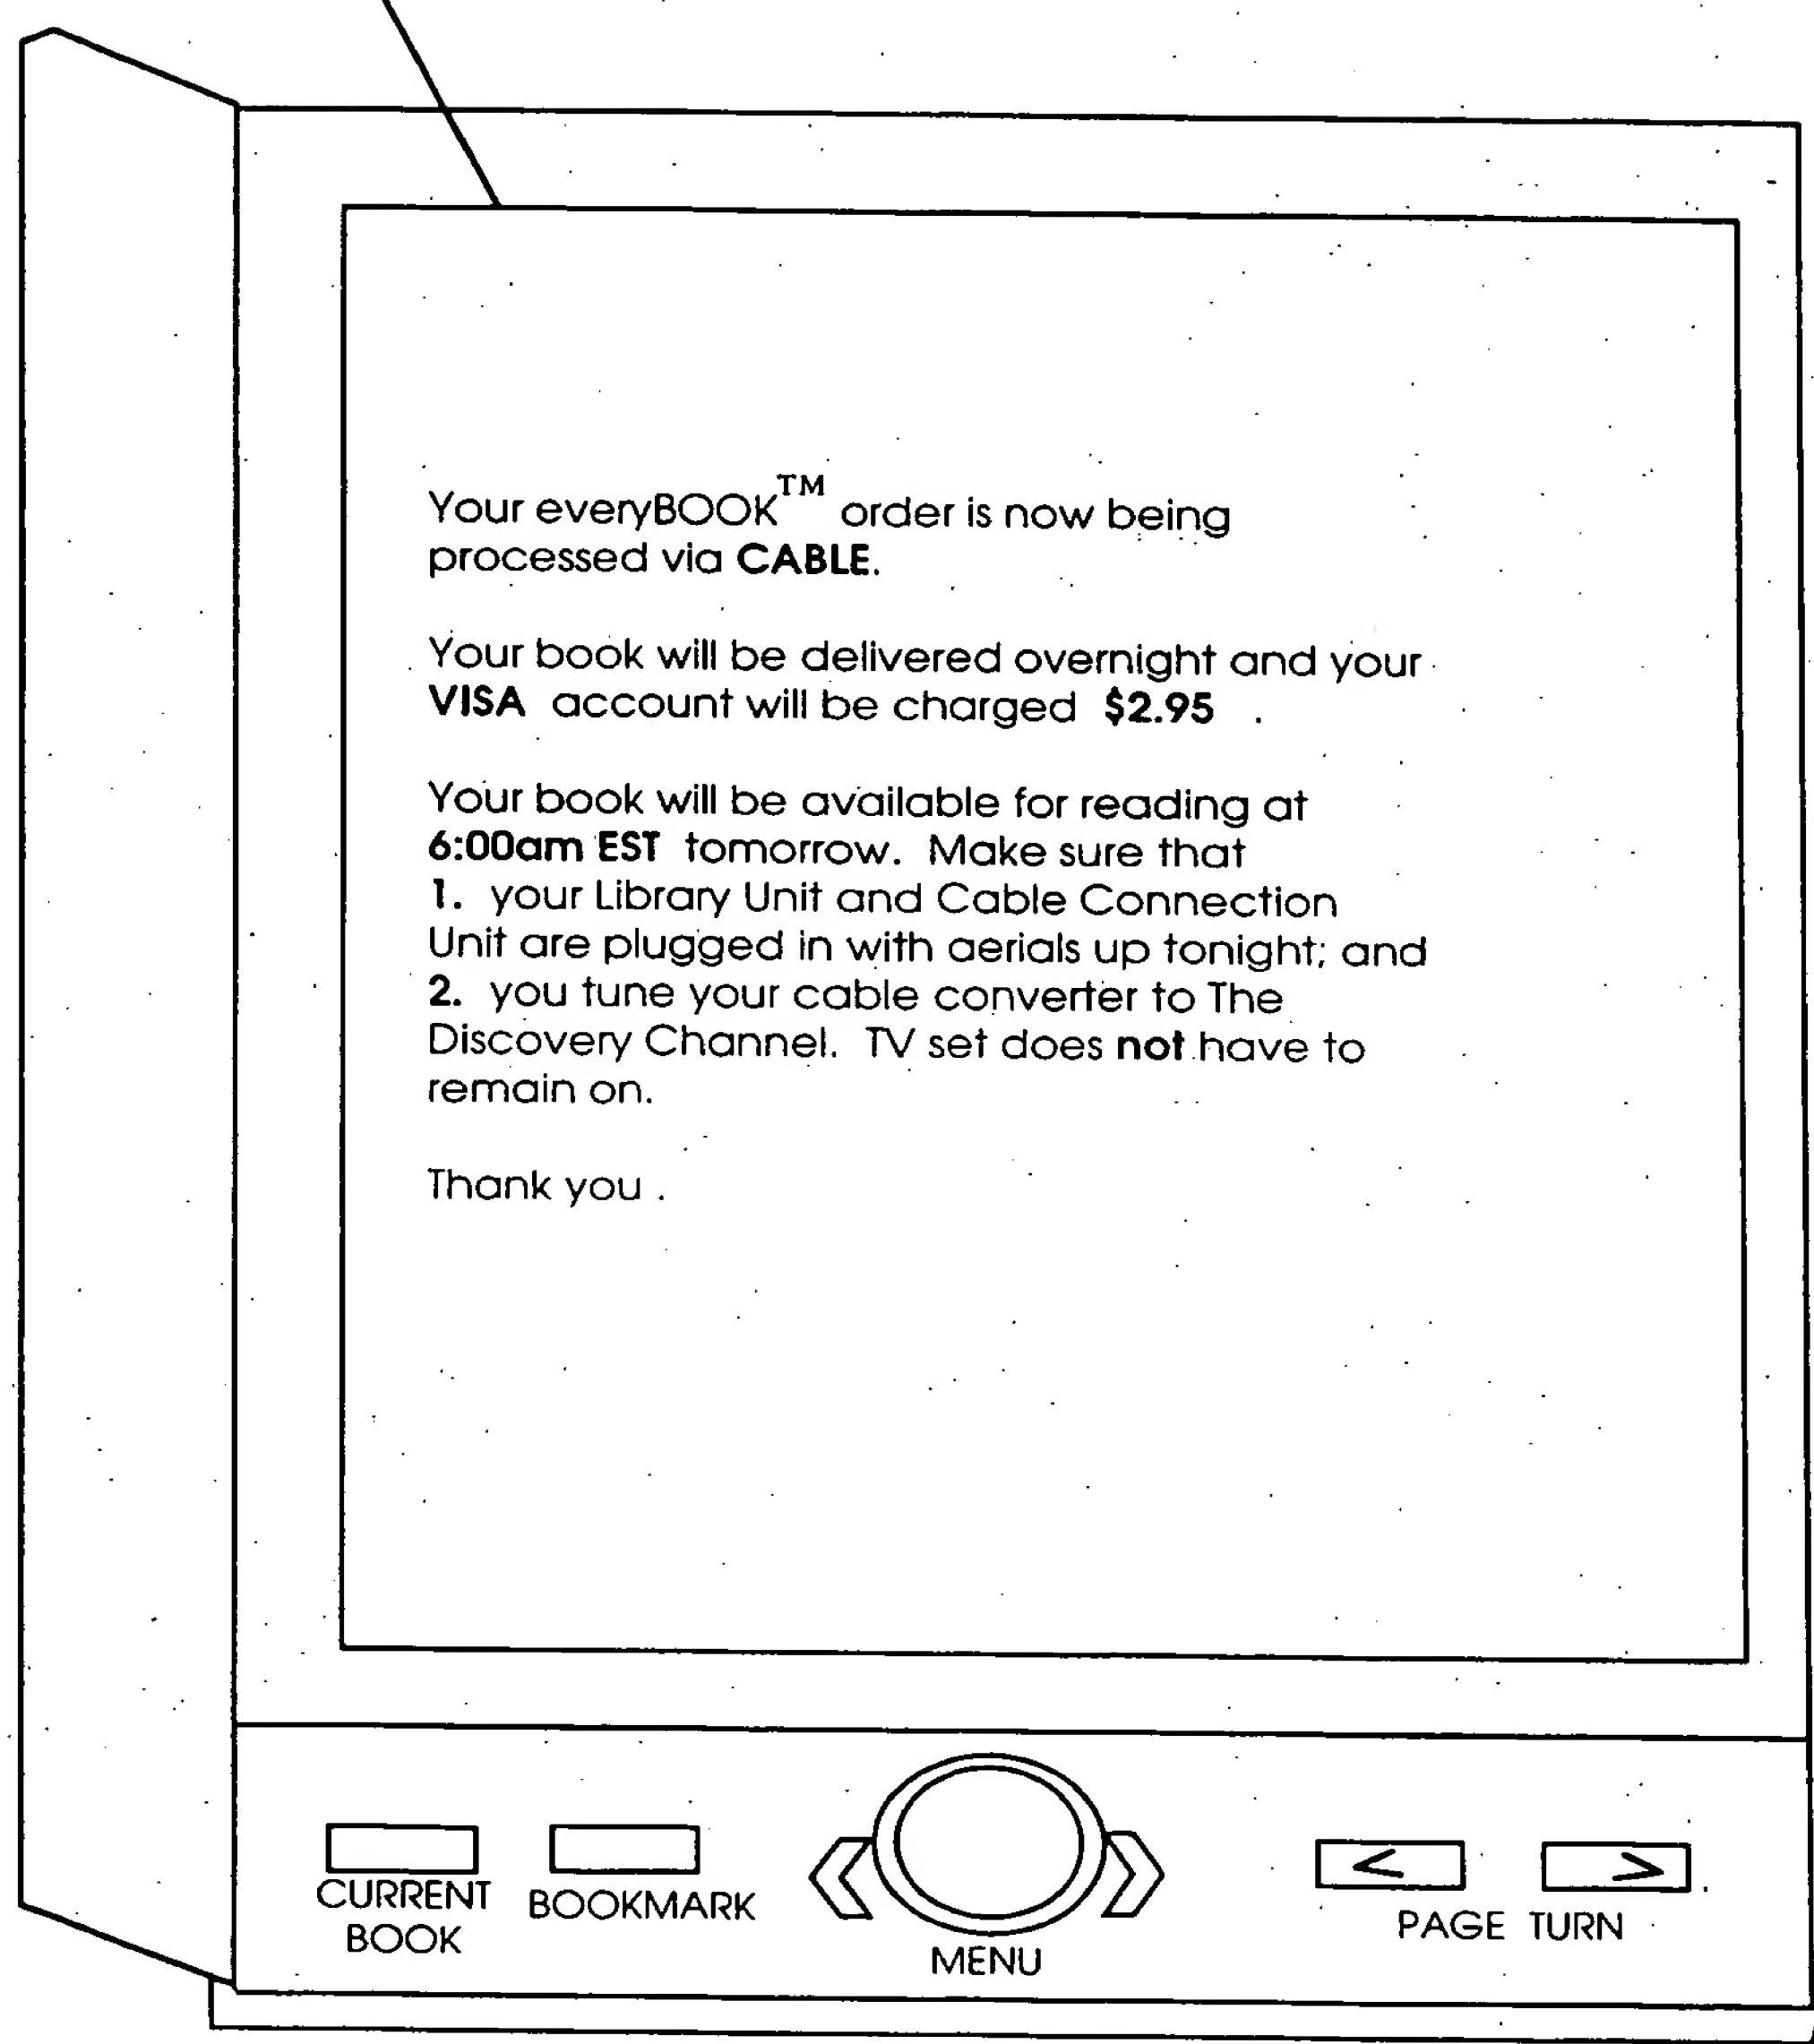 Your everyBOOK™ order is now being
processed via CABLE.
Your book will be delivered overnight and your
VISA account will be charged $2.95 .
Your book will be available for reading at
6:00am EST tomorrow. Make sure that
1. your Library Unit and Cable Connection
Unit are plugged in with aerials up tonight; and
2. you tune your cable converter to The
Discovery Channel. TV set does not have to
remain on.
Thank you .
CURRENT
BOOK
BOOKMARK
MENU
< >
PAGE TURN